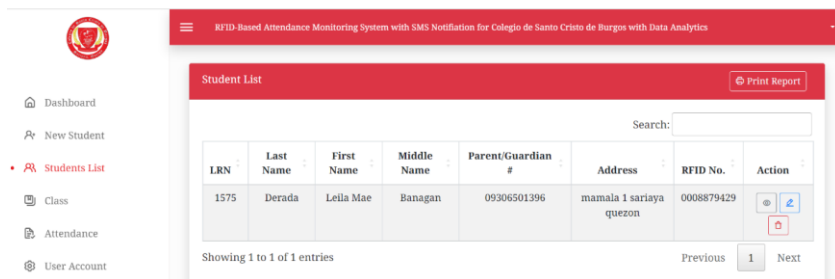 RFID-Based Attendance Monitoring System with SMS Notifiation for Colegio de Santo Cristo de Burgos with Data Analytics
Student List
Print Report
Dashboard
New Student
Students List
Class
Attendance
User Account
Search:
LRN Last Name First Name Middle Name Parent/Guardian # Address RFID No. Action
1575 Derada Leila Mae Banagan 09306501396 mamala 1 sariaya quezon 0008879429
Showing 1 to 1 of 1 entries
Previous 1 Next